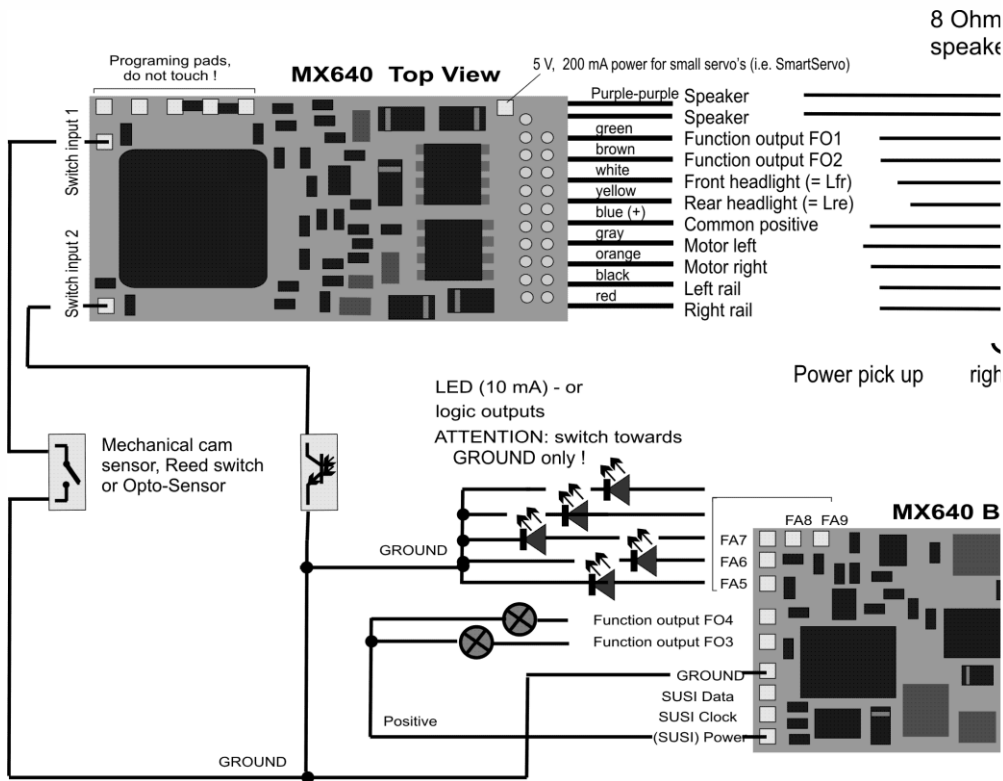 8 Ohm
speake
Programing pads,
do not touch !
MX640 Top View
5 V, 200 mA power for small servo's (i.e. SmartServo)
Switch input 1
Switch input 2
Purple-purple Speaker
Speaker
green Function output FO1
brown Function output FO2
white Front headlight (= Lfr)
yellow Rear headlight (= Lre)
blue (+) Common positive
gray Motor left
orange Motor right
black Left rail
red Right rail
Power pick up righ
LED (10 mA) - or
logic outputs
ATTENTION: switch towards
GROUND only !
Mechanical cam
sensor, Reed switch
or Opto-Sensor
MX640 B
FA8 FA9
FA7
FA6
FA5
GROUND
Function output FO4
Function output FO3
GROUND
SUSI Data
SUSI Clock
(SUSI) Power
Positive
GROUND